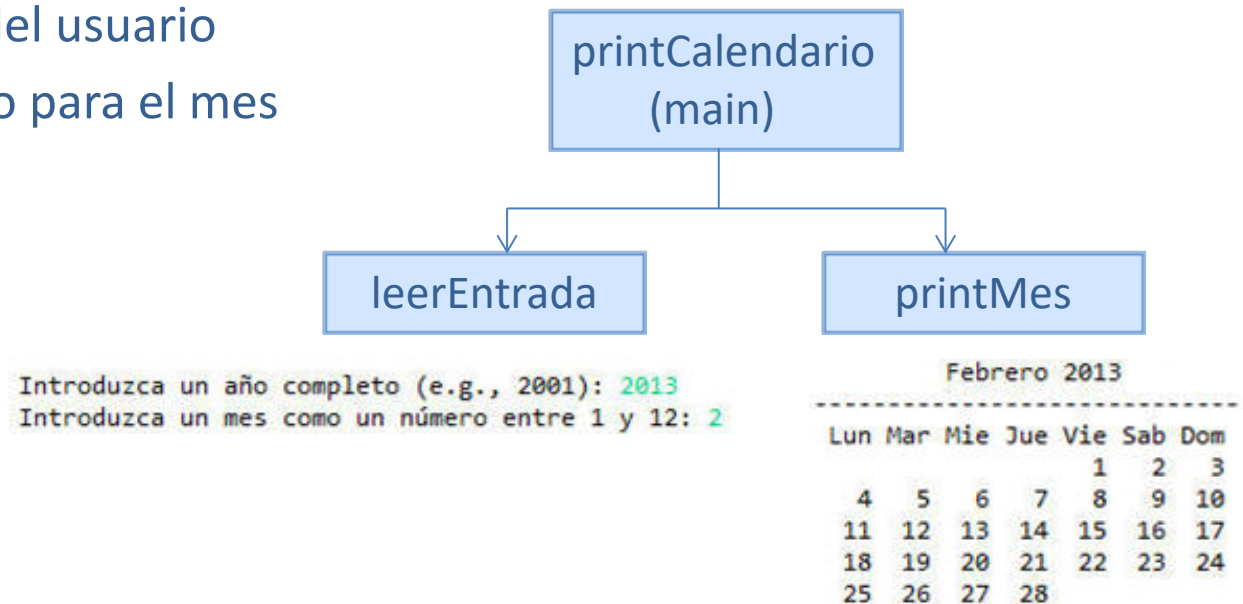 del usuario
o para el mes
printCalendario
(main)
leerEntrada
printMes
Introduzca un año completo (e.g., 2001): 2013
Introduzca un mes como un número entre 1 y 12: 2
Febrero 2013
------------------------------
Lun Mar Mie Jue Vie Sab Dom
1 2 3
4 5 6 7 8 9 10
11 12 13 14 15 16 17
18 19 20 21 22 23 24
25 26 27 28